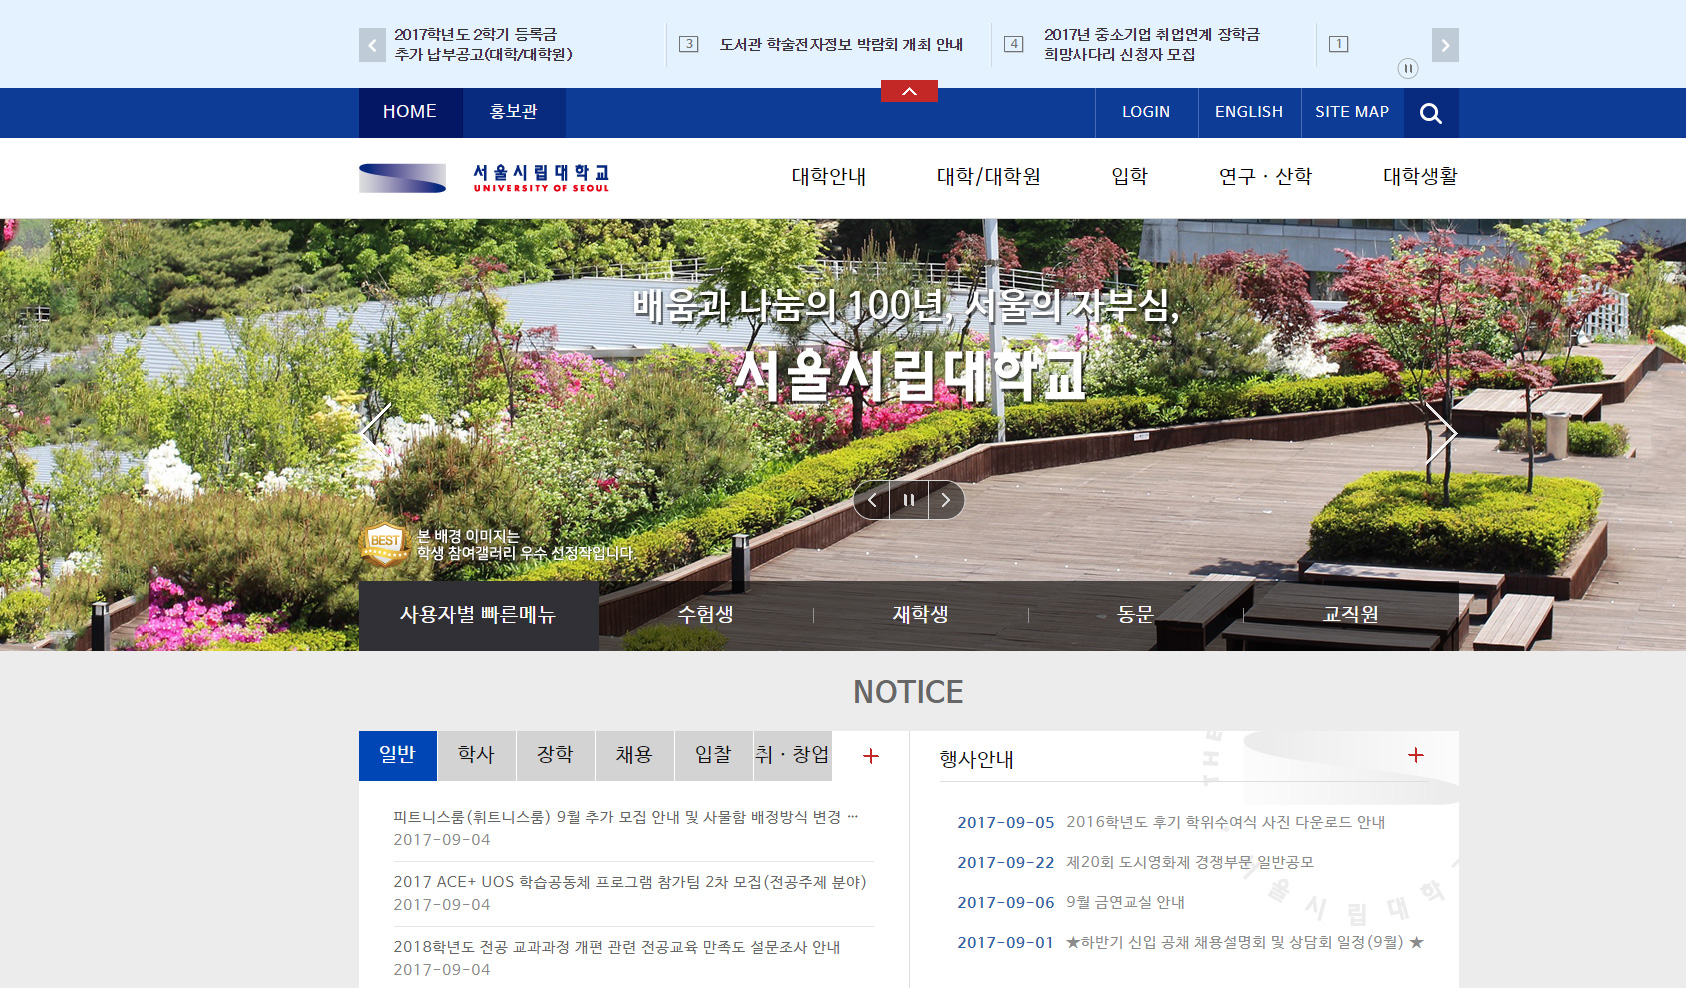 2017학년도 2학기 등록금
추가 납부공고(대학/대학원)
3
도서관 학술전자정보 박람회 개최 안내
4
2017년 중소기업 취업연계 장학금
희망사다리 신청자 모집
1
HOME
홍보관
LOGIN
ENGLISH
SITE MAP
서울시립대학교
UNIVERSITY OF SEOUL
대학안내
대학/대학원
입학
연구 · 산학
대학생활
배움과 나눔의 100년, 서울의 자부심,
서울시립대학교
BEST
본 배경 이미지는
학생 참여갤러리 우수 선정작입니다
사용자별 빠른메뉴
수험생
재학생
동문
교직원
NOTICE
일반
학사
장학
채용
입찰
취 · 창업
피트니스룸(휘트니스룸) 9월 추가 모집 안내 및 사물함 배정방식 변경 ...
2017-09-04
2017 ACE+ UOS 학습공동체 프로그램 참가팀 2차 모집(전공주제 분야)
2017-09-04
2018학년도 전공 교과과정 개편 관련 전공교육 만족도 설문조사 안내
2017-09-04
행사안내
THE
2017-09-05 2016학년도 후기 학위수여식 사진 다운로드 안내
2017-09-22 제20회 도시영화제 경쟁부문 일반공모
2017-09-06 9월 금연교실 안내
2017-09-01 ★하반기 신입 공채 채용설명회 및 상담회 일정(9월) ★
울시립대학